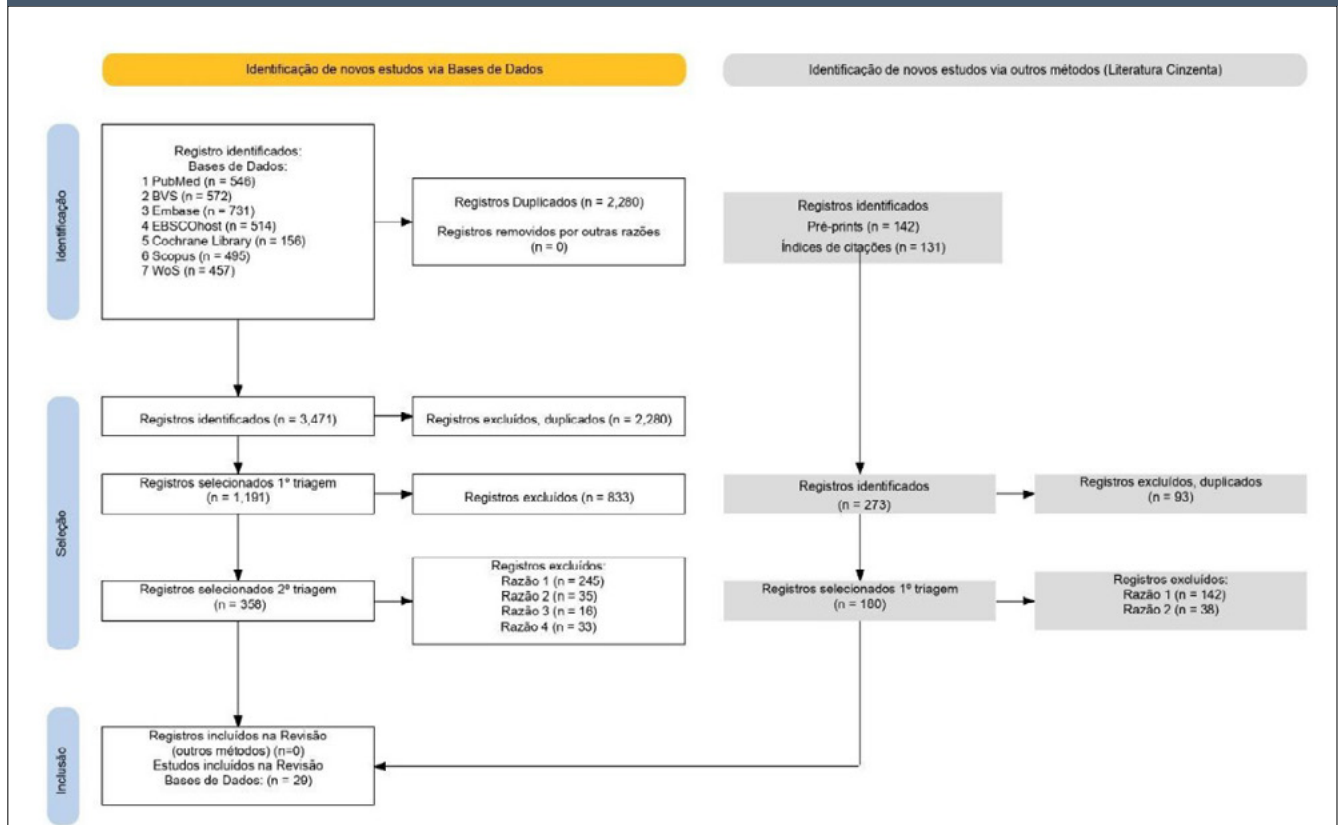 Identificação de novos estudos via Bases de Dados
Identificação de novos estudos via outros métodos (Literatura Cinzenta)
Identificação
Registro identificados:
Bases de Dados:
1 PubMed (n = 546)
2 BVS (n = 572)
3 Embase (n = 731)
4 EBSCOhost (n = 514)
5 Cochrane Library (n = 156)
6 Scopus (n = 495)
7 WoS (n = 457)
Registros Duplicados (n = 2,280)
Registros removidos por outras razões
(n = 0)
Registros identificados
Pré-prints (n = 142)
Índices de citações (n = 131)
Seleção
Registros identificados (n = 3,471)
Registros excluídos, duplicados (n = 2,280)
Registros selecionados 1º triagem
(n = 1,191)
Registros excluídos (n = 833)
Registros identificados
(n = 273)
Registros excluídos, duplicados
(n = 93)
Registros selecionados 2º triagem
(n = 358)
Registros excluídos:
Razão 1 (n = 245)
Razão 2 (n = 35)
Razão 3 (n = 16)
Razão 4 (n = 33)
Registros selecionados 1º triagem
(n = 180)
Registros excluídos:
Razão 1 (n = 142)
Razão 2 (n = 38)
Inclusão
Registros incluídos na Revisão
(outros métodos) (n=0)
Estudos incluídos na Revisão
Bases de Dados: (n = 29)